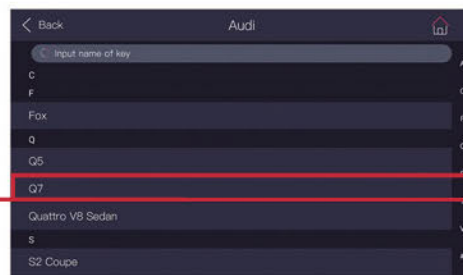 Back
Audi
Input name of key
C
F
Fox
Q
Q5
Q7
Quattro V8 Sedan
S
S2 Coupe